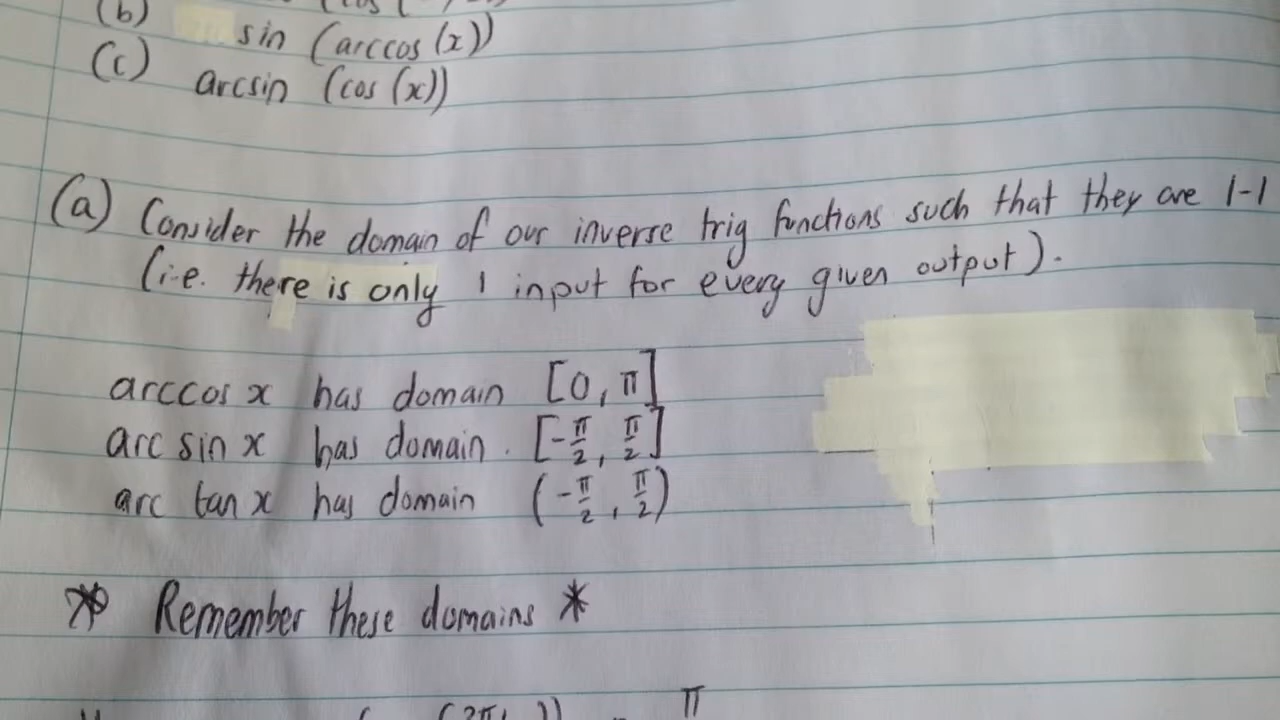 (b) sin (arccos (x))
(c) arcsin (cos (x))
(a) Consider the domain of our inverse trig functions such that they are 1-1
(i.e. there is only 1 input for every given output).
arccos x has domain [0, π]
arc sin x has domain . [-π/2, π/2]
arc tan x has domain (-π/2, π/2)
* Remember these domains *
π